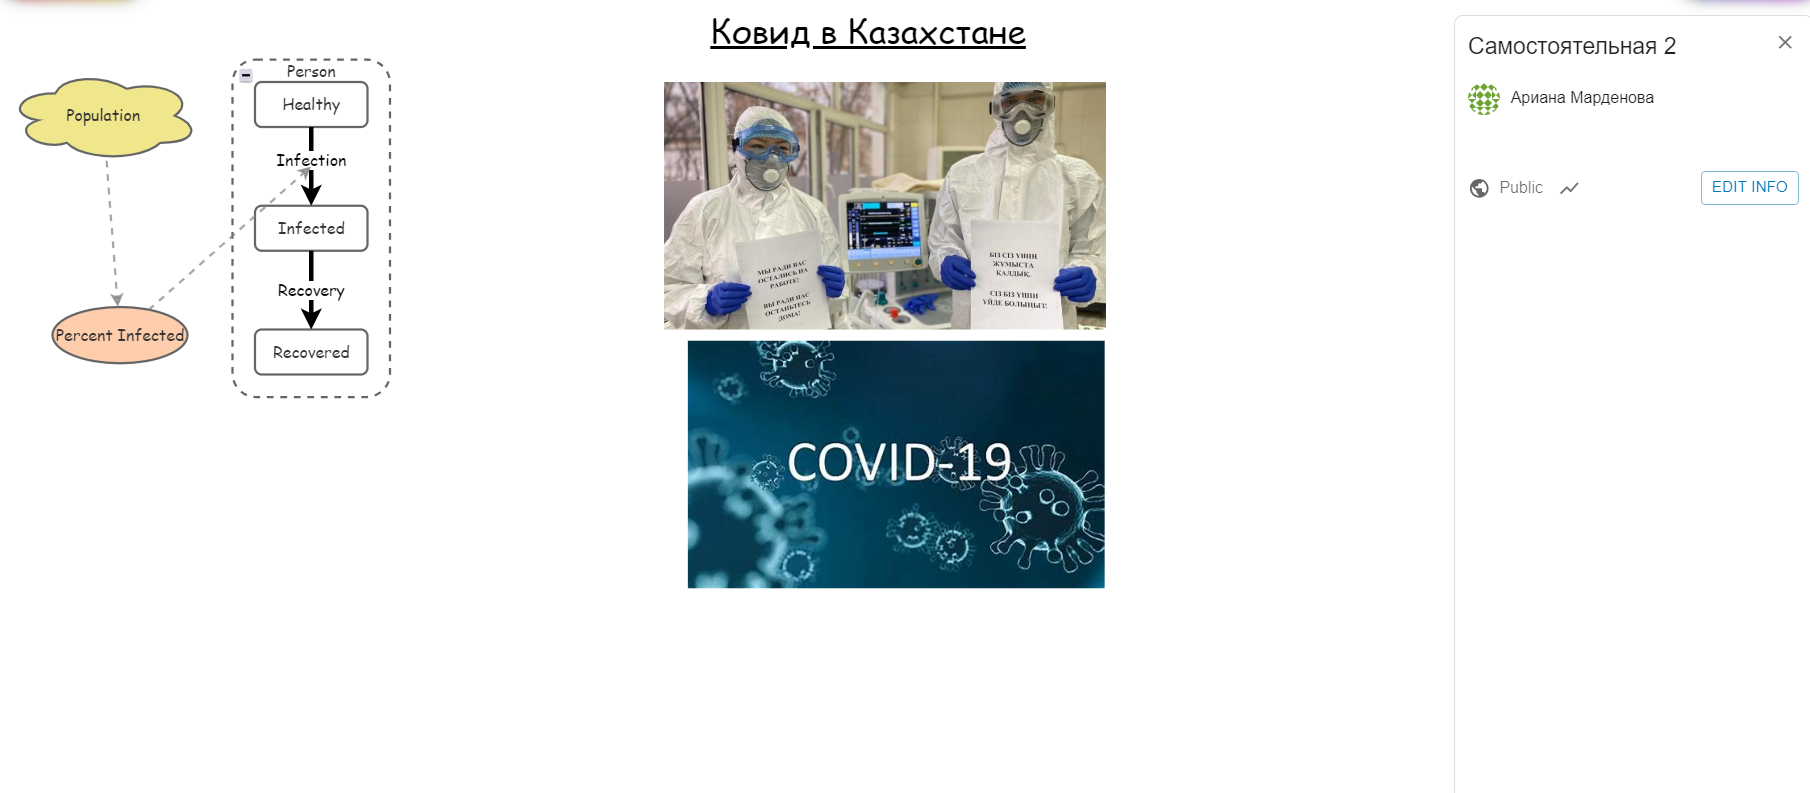 Ковид в Казахстане
Person
Healthy
Population
Infection
Infected
Recovery
Percent Infected
Recovered
МЫ РАДИ ВАС
ОСТАЛИСЬ НА
РАБОТЕ!
ВЫ РАДИ НАС
ОСТАНЬТЕСЬ
ДОМА!
БІЗ СІЗ ҮШІН
ЖҰМЫСТА
ҚАЛДЫҚ.
СІЗ БІЗ ҮШІН
ҮЙДЕ БОЛЫҢЫЗ!
COVID-19
Самостоятельная 2
Ариана Марденова
Public
EDIT INFO